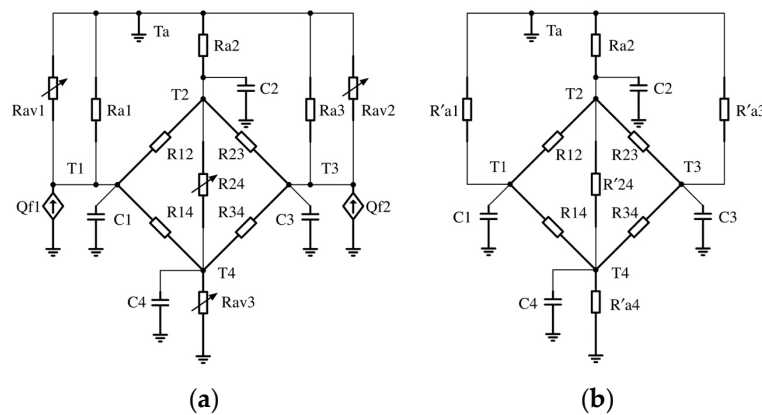 Ta
Ra2
Rav1
Ra1
C2
Ra3
Rav2
T2
R12
R23
T1
T3
R24
Qf1
C1
R14
R34
C3
Qf2
T4
C4
Rav3
(a)
Ta
Ra2
R'a1
C2
R'a3
T2
R12
R23
T1
T3
R'24
C1
R14
R34
C3
T4
C4
R'a4
(b)